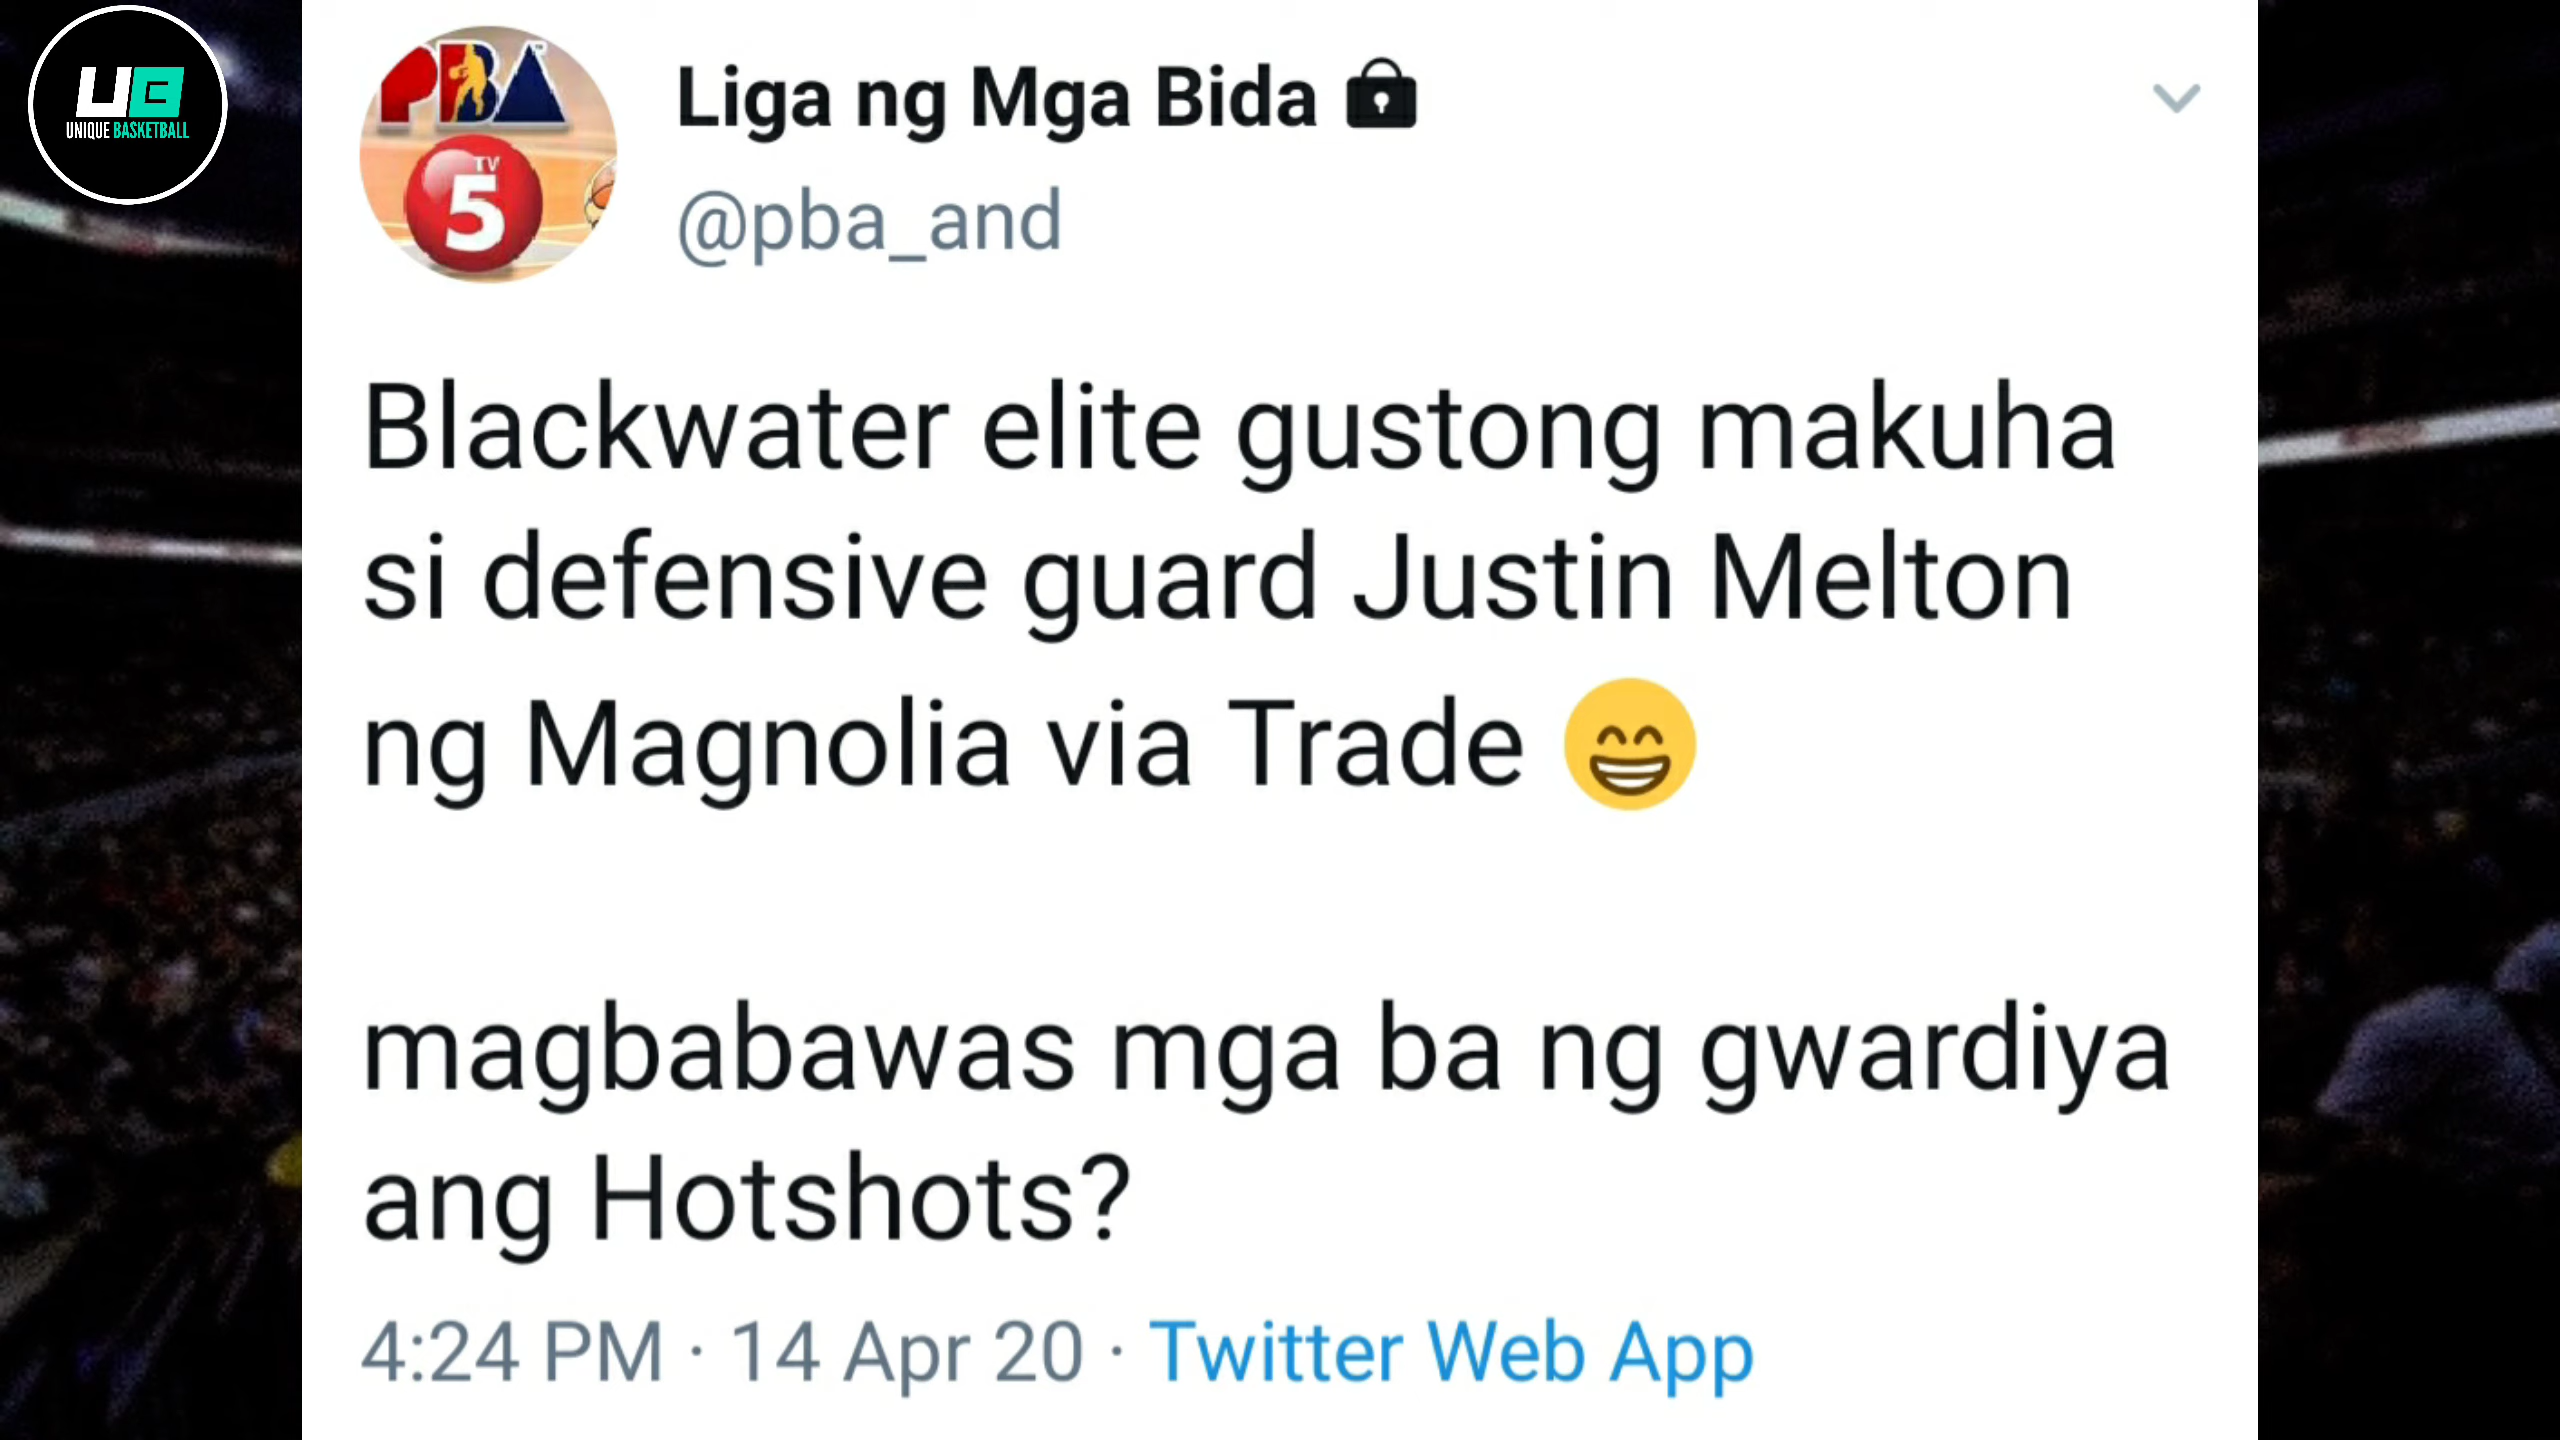 UB
UNIQUE BASKETBALL
PBA
TV
5
Liga ng Mga Bida
@pba_and
Blackwater elite gustong makuha
si defensive guard Justin Melton
ng Magnolia via Trade 😄
magbabawas mga ba ng gwardiya
ang Hotshots?
4:24 PM · 14 Apr 20 · Twitter Web App